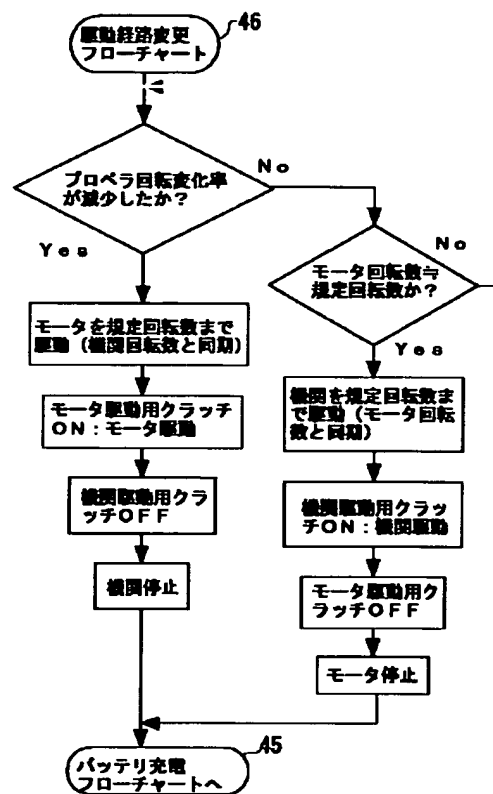 駆動経路変更
フローチャート
46
プロペラ回転変化率
が減少したか？
No
Yes
モータ回転数≒
規定回転数か？
No
Yes
モータを規定回転数まで
駆動（機関回転数と同期）
モータ駆動用クラッチ
ON：モータ駆動
機関駆動用クラ
ッチOFF
機関停止
機関を規定回転数ま
で駆動（モータ回転
数と同期）
機関駆動用クラッ
チON：機関駆動
モータ駆動用ク
ラッチOFF
モータ停止
バッテリ充電
フローチャートへ
45